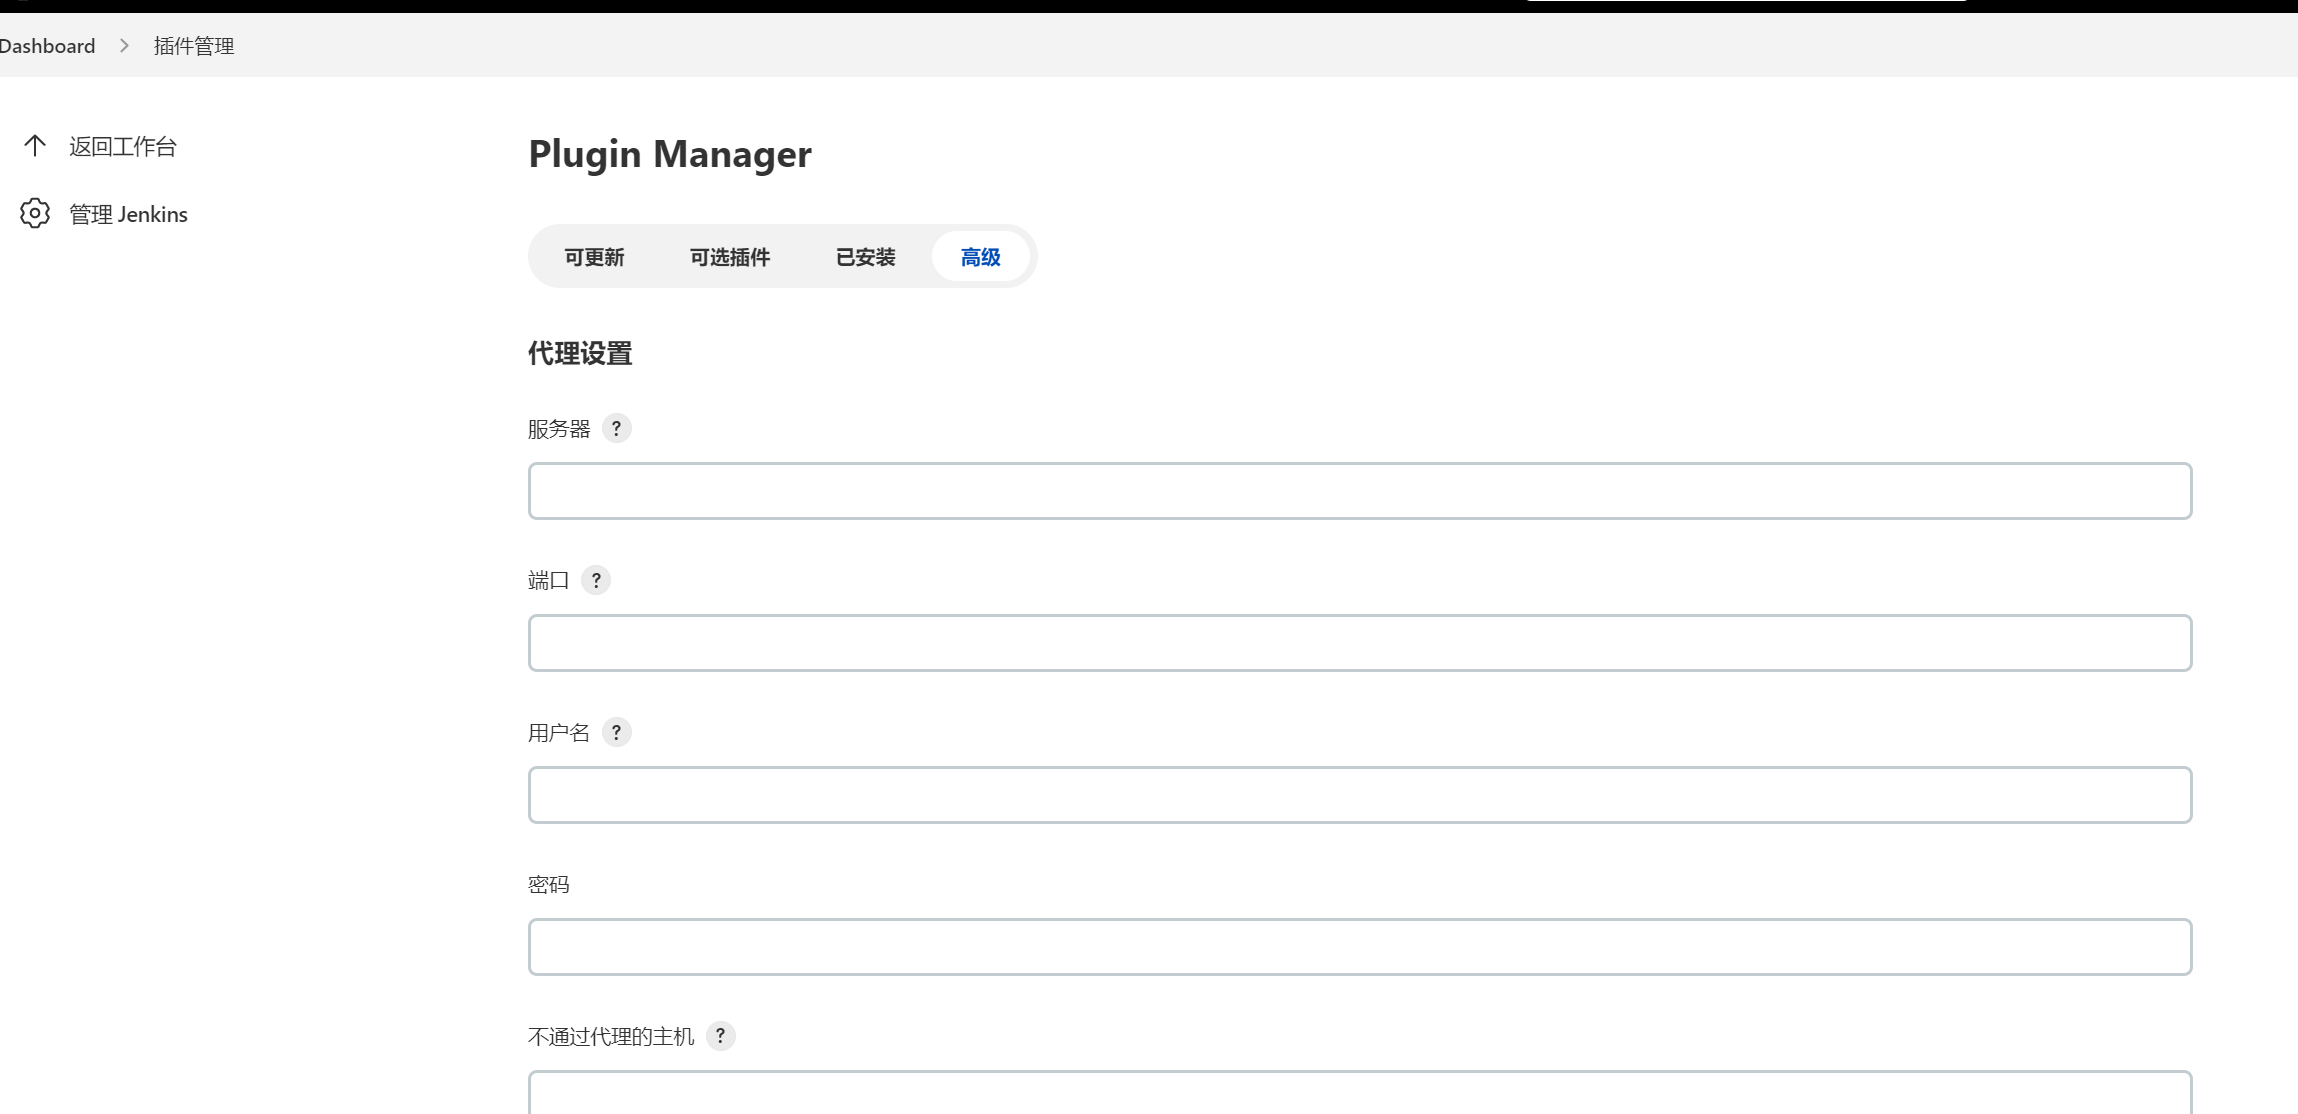 Dashboard > 插件管理
返回工作台
管理 Jenkins
Plugin Manager
可更新 可选插件 已安装 高级
代理设置
服务器 ?
端口 ?
用户名 ?
密码
不通过代理的主机 ?